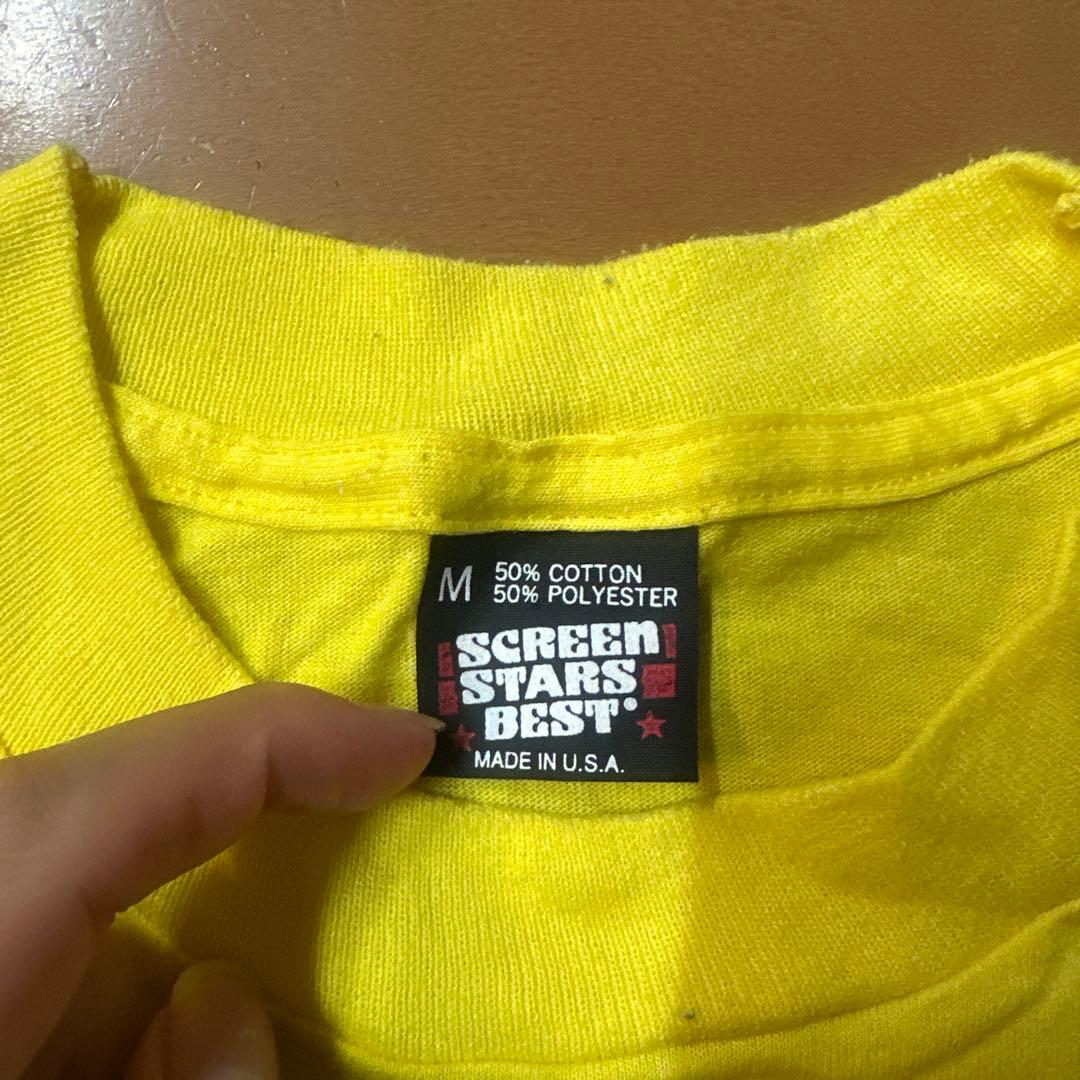 M 50% COTTON
50% POLYESTER
SCREEN
STARS
BEST®
MADE IN U.S.A.